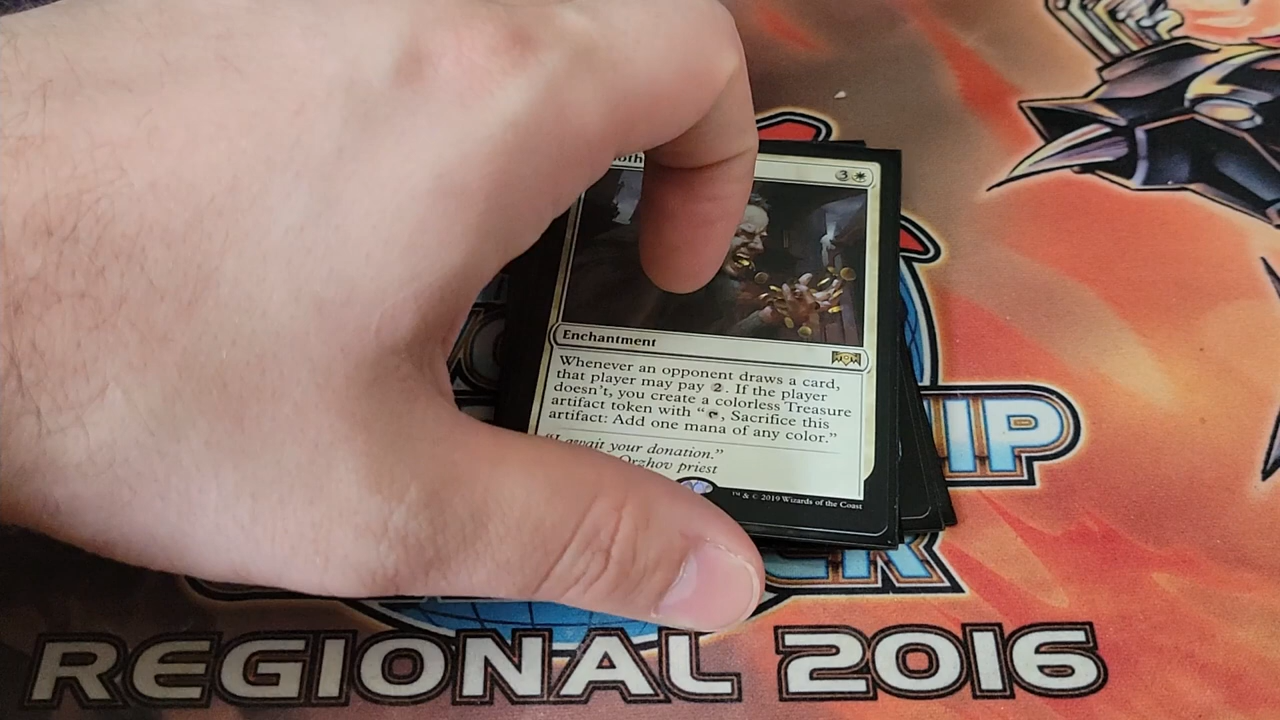 oth
3
Enchantment
Whenever an opponent draws a card,
that player may pay 2. If the player
doesn't, you create a colorless Treasure
artifact token with “, Sacrifice this
artifact: Add one mana of any color.”
"I await your donation."
Orzhov priest
™ & © 2019 Wizards of the Coast
IP
ER
REGIONAL 2016